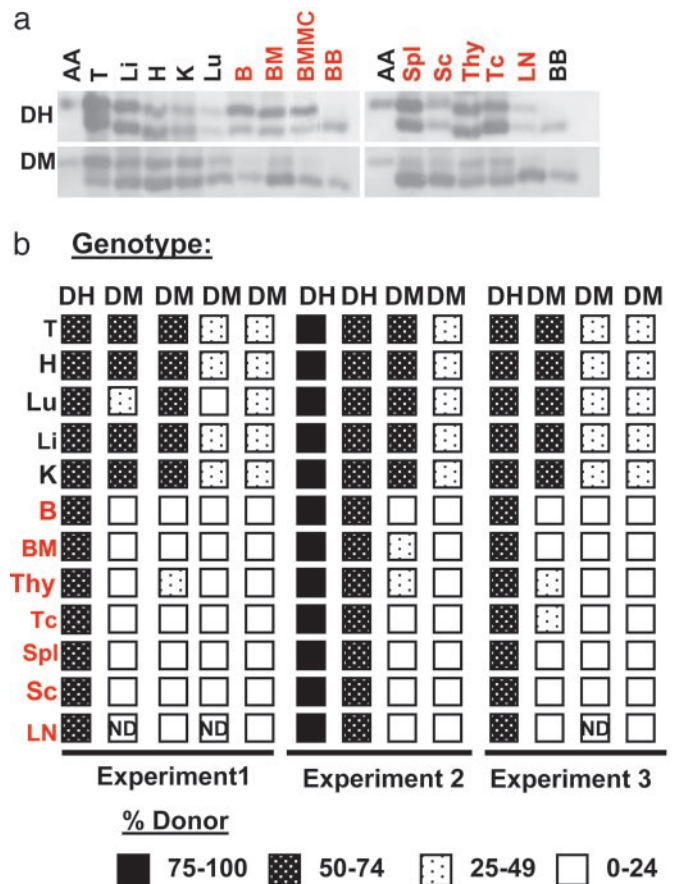 a
AA T Li H K Lu B BM BMMC BB AA Spl Sc Thy Tc LN BB
DH
DM
b Genotype:
DH DM DM DM DM DH DH DM DM DH DM DM DM
T
H
Lu
Li
K
B
BM
Thy
Tc
Spl
Sc
LN ND ND ND
Experiment1 Experiment 2 Experiment 3
% Donor
75-100 50-74 25-49 0-24